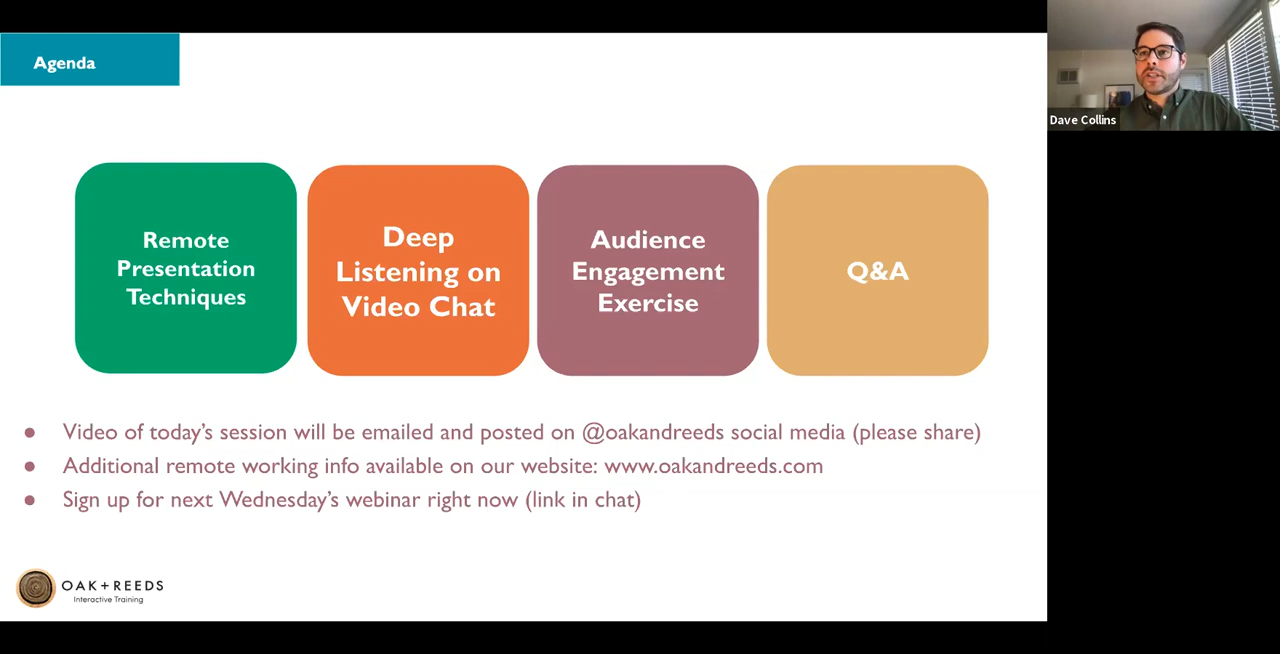 Agenda
Dave Collins
Remote
Presentation
Techniques
Deep
Listening on
Video Chat
Audience
Engagement
Exercise
Q&A
● Video of today’s session will be emailed and posted on @oakandreeds social media (please share)
● Additional remote working info available on our website: www.oakandreeds.com
● Sign up for next Wednesday’s webinar right now (link in chat)
OAK+REEDS
Interactive Training